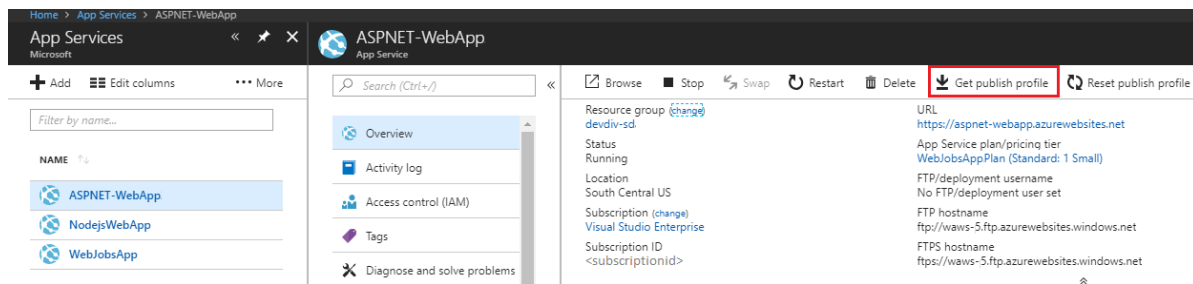 Home > App Services > ASPNET-WebApp
App Services
Microsoft
Add Edit columns ••• More
Filter by name...
NAME
ASPNET-WebApp
NodejsWebApp
WebJobsApp
ASPNET-WebApp
App Service
Search (Ctrl+/)
Overview
Activity log
Access control (IAM)
Tags
Diagnose and solve problems
Browse Stop Swap Restart Delete Get publish profile Reset publish profile
Resource group (change)
devdiv-sd
Status
Running
Location
South Central US
Subscription (change)
Visual Studio Enterprise
Subscription ID
<subscriptionid>
URL
https://aspnet-webapp.azurewebsites.net
App Service plan/pricing tier
WebJobsAppPlan (Standard: 1 Small)
FTP/deployment username
No FTP/deployment user set
FTP hostname
ftp://waws-5.ftp.azurewebsites.windows.net
FTPS hostname
ftps://waws-5.ftp.azurewebsites.windows.net